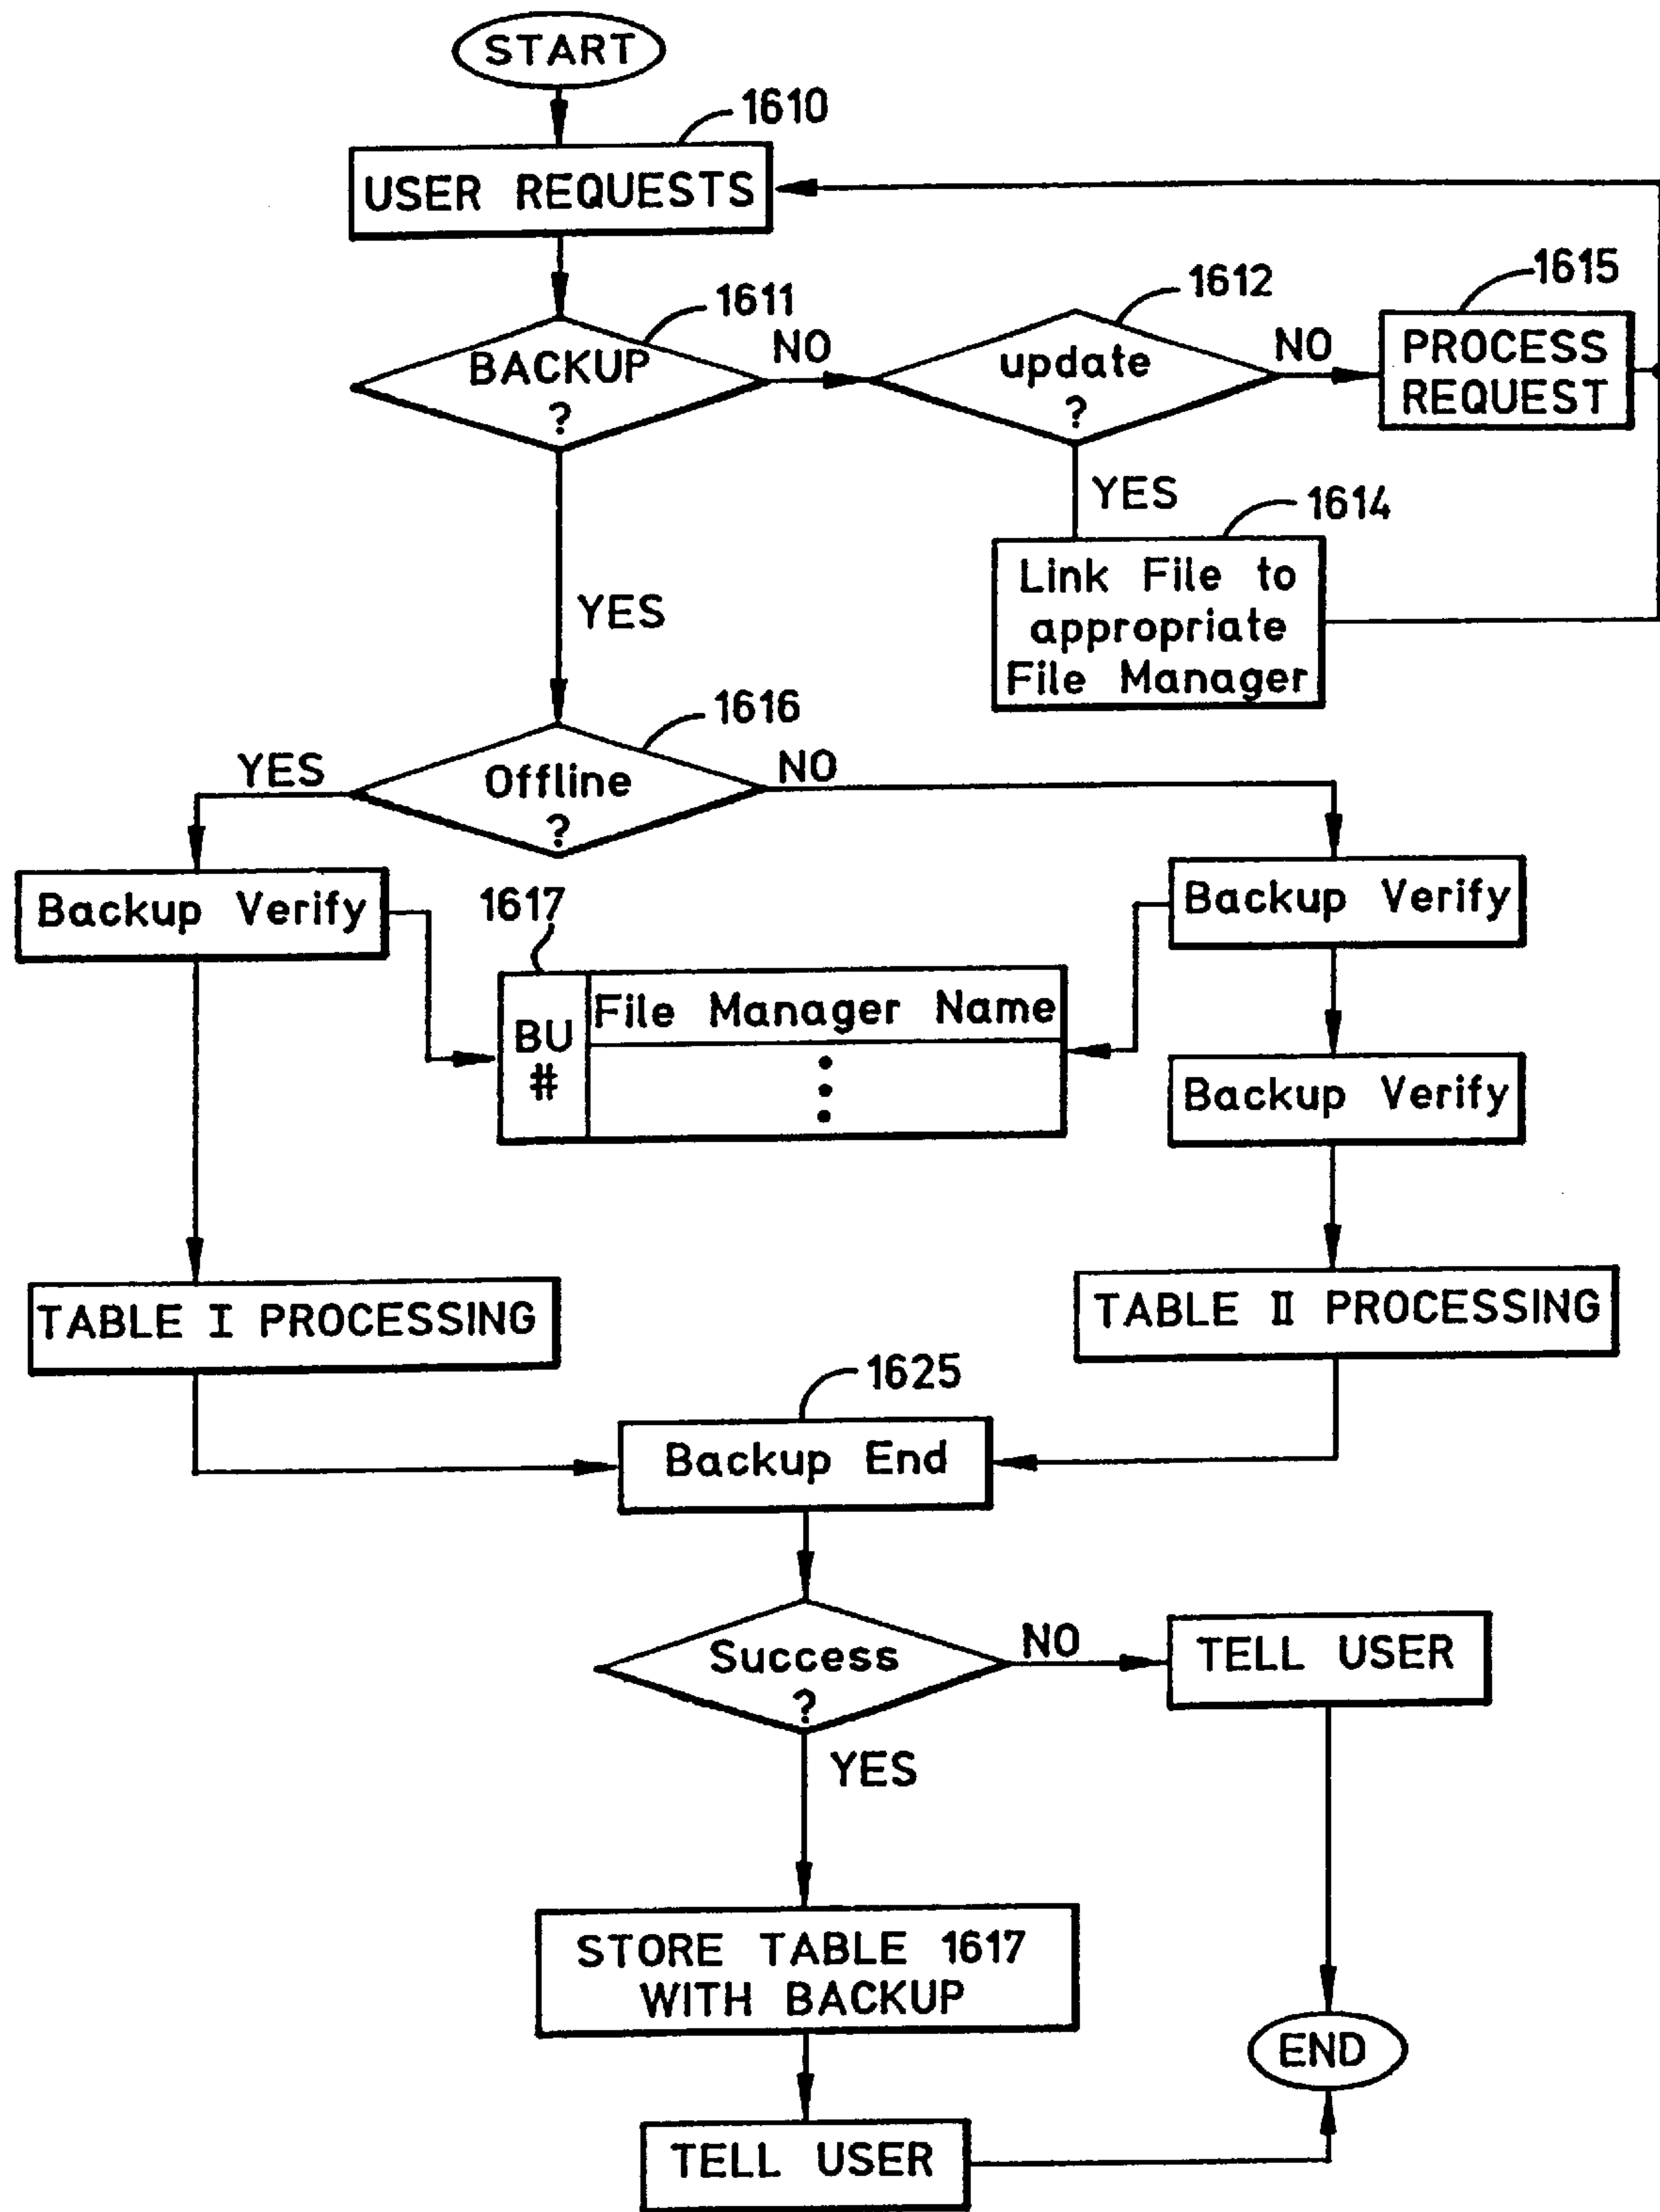 START
1610
USER REQUESTS
1611
BACKUP
?
NO
1612
update
?
NO
1615
PROCESS
REQUEST
YES
1614
Link File to
appropriate
File Manager
YES
1616
Offline
?
YES
NO
Backup Verify
1617
BU
#
File Manager Name
Backup Verify
Backup Verify
TABLE I PROCESSING
TABLE II PROCESSING
1625
Backup End
Success
?
NO
TELL USER
YES
STORE TABLE 1617
WITH BACKUP
END
TELL USER